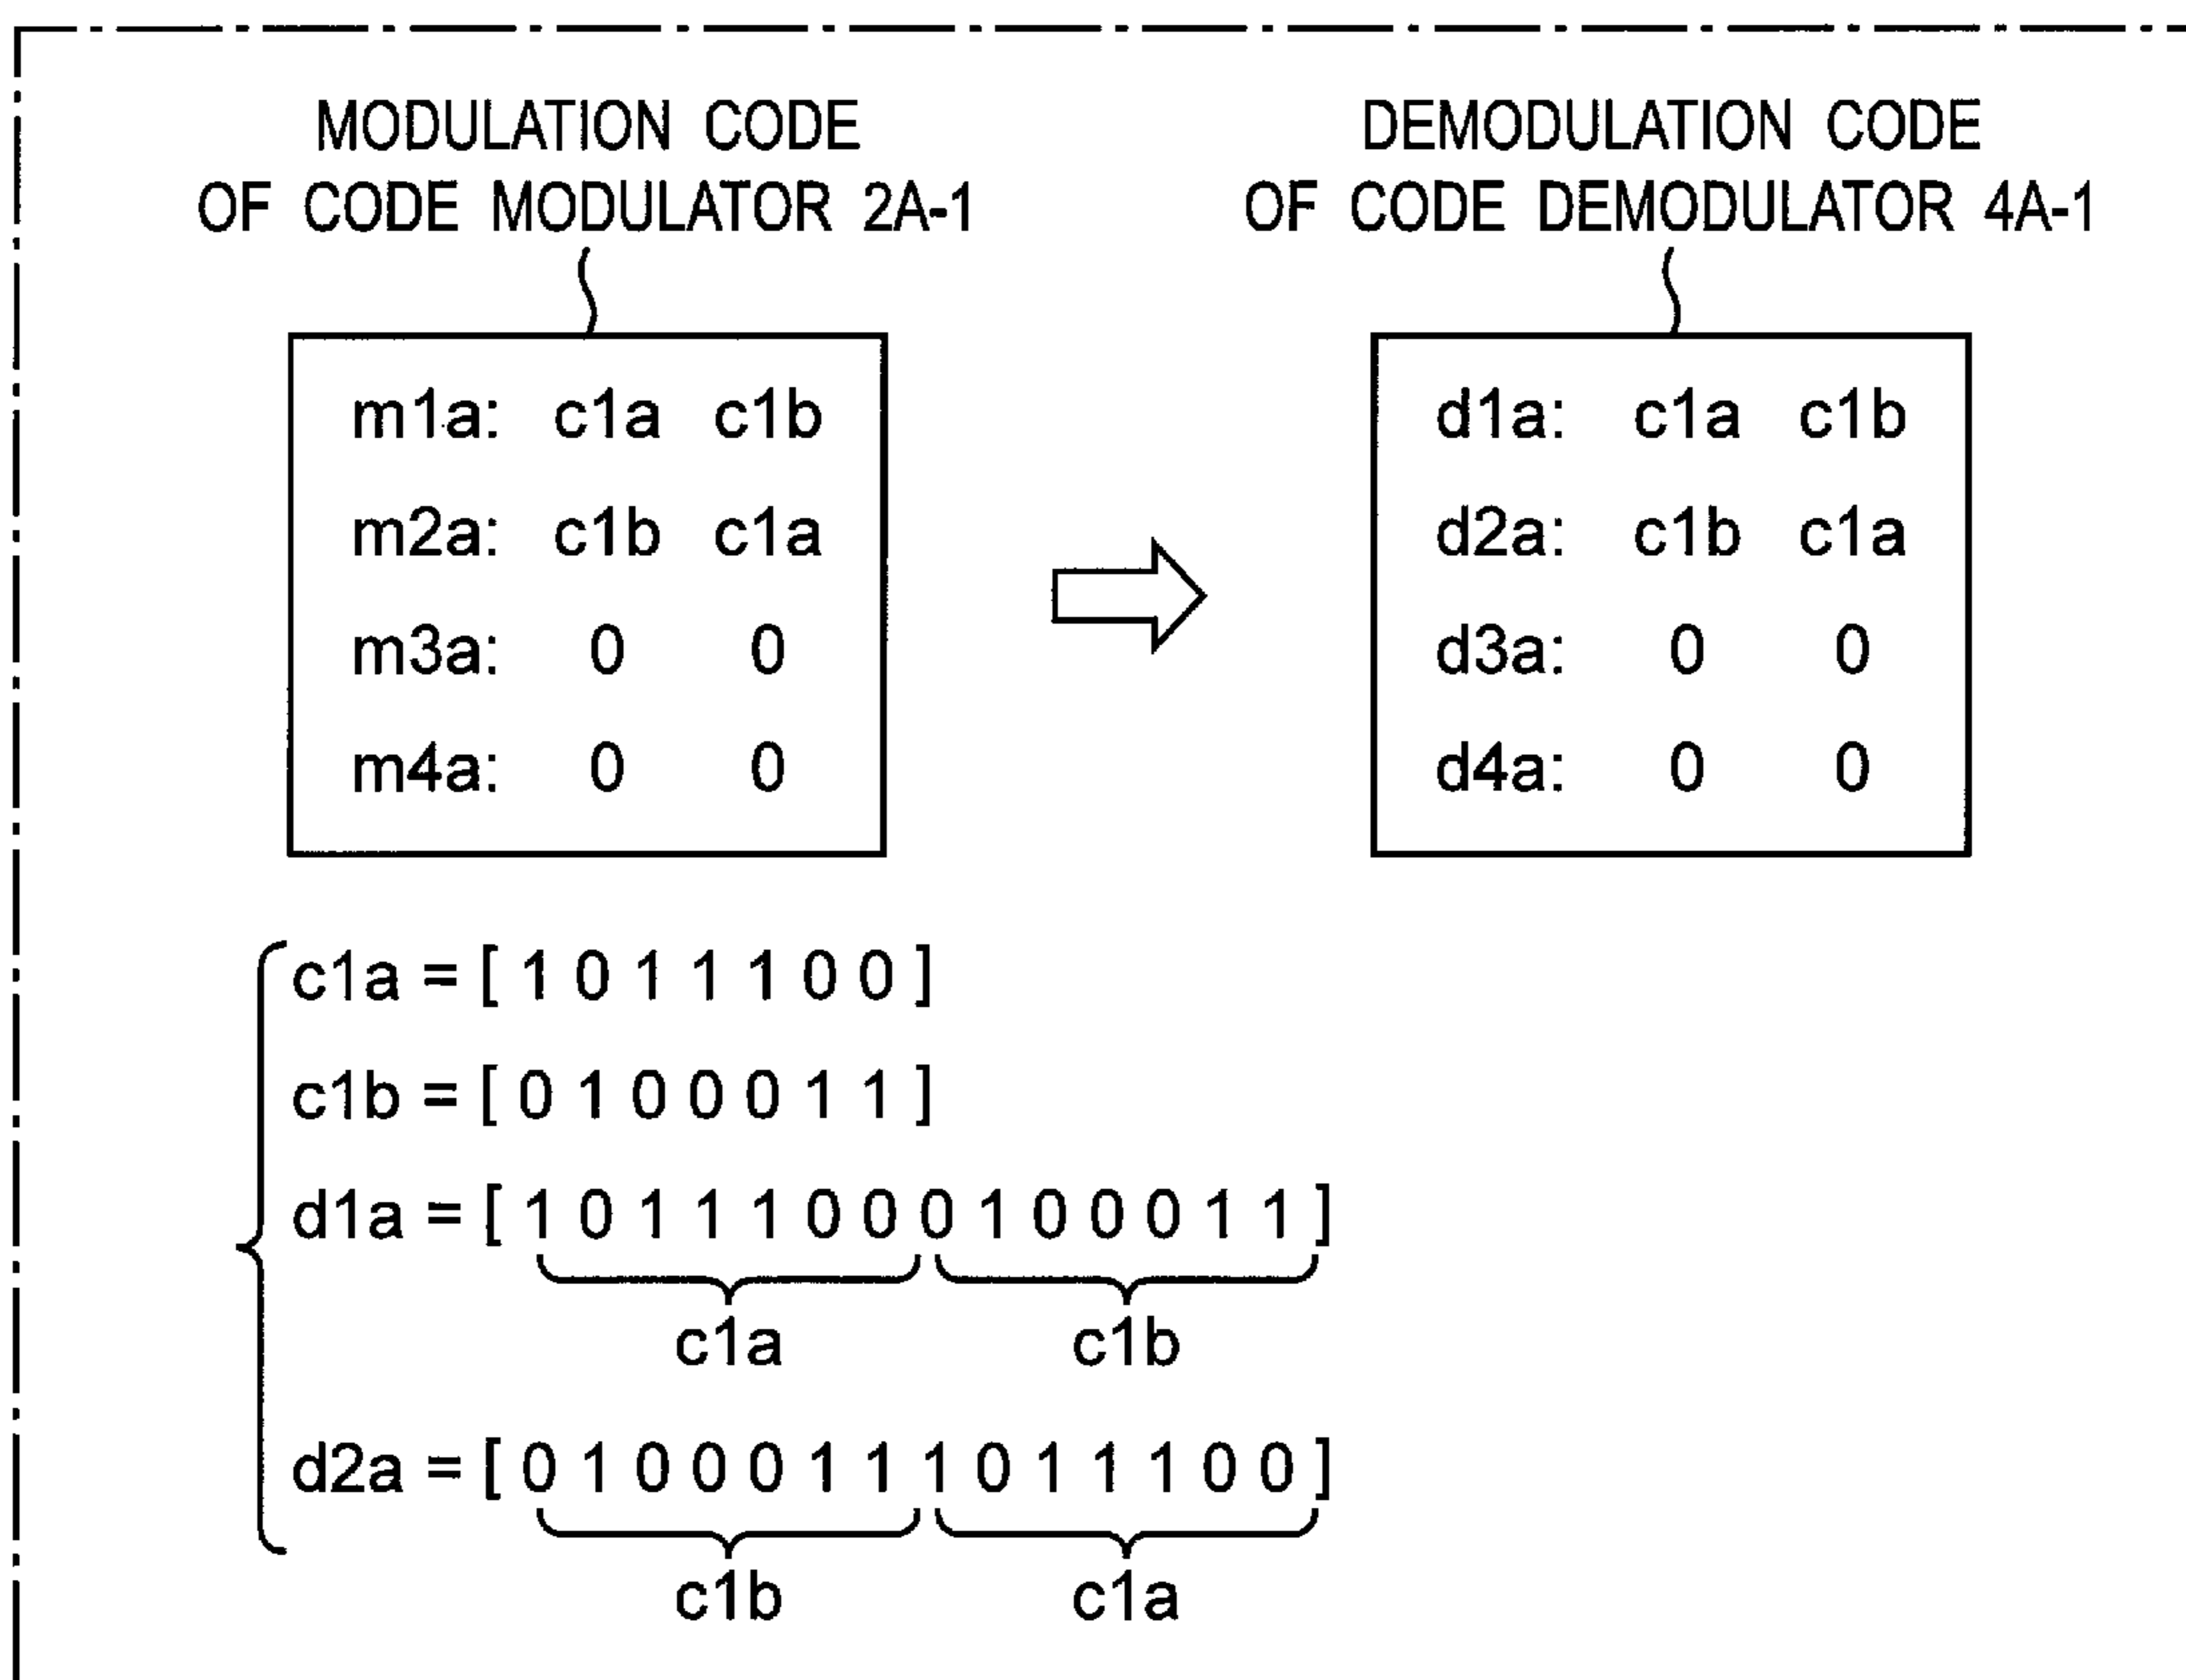 MODULATION CODE
OF CODE MODULATOR 2A-1
DEMODULATION CODE
OF CODE DEMODULATOR 4A-1
m1a: c1a c1b
m2a: c1b c1a
m3a: 0 0
m4a: 0 0
d1a: c1a c1b
d2a: c1b c1a
d3a: 0 0
d4a: 0 0
c1a = [ 1 0 1 1 1 0 0 ]
c1b = [ 0 1 0 0 0 1 1 ]
d1a = [ 1 0 1 1 1 0 0 0 1 0 0 0 1 1 ]
c1a c1b
d2a = [ 0 1 0 0 0 1 1 1 0 1 1 1 0 0 ]
c1b c1a